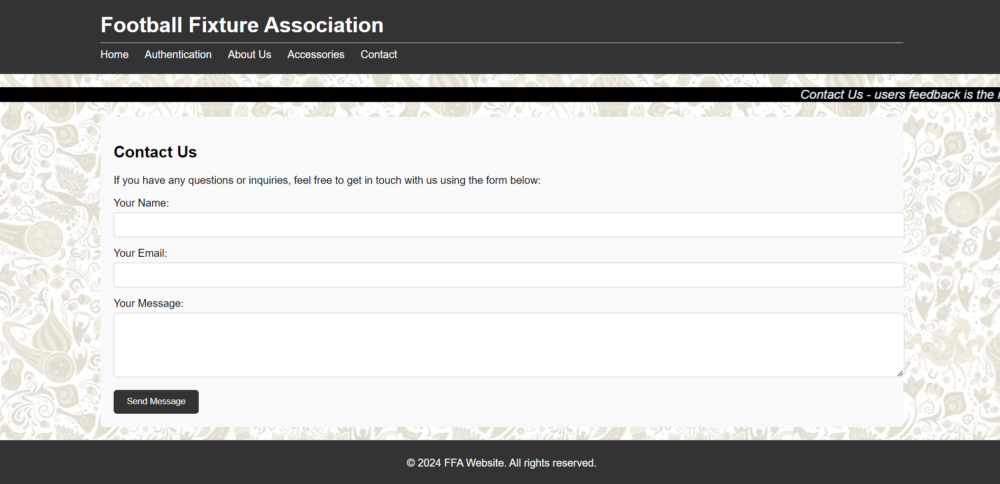 Football Fixture Association
Home Authentication About Us Accessories Contact
Contact Us - users feedback is the
Contact Us
If you have any questions or inquiries, feel free to get in touch with us using the form below:
Your Name:
Your Email:
Your Message:
Send Message
© 2024 FFA Website. All rights reserved.